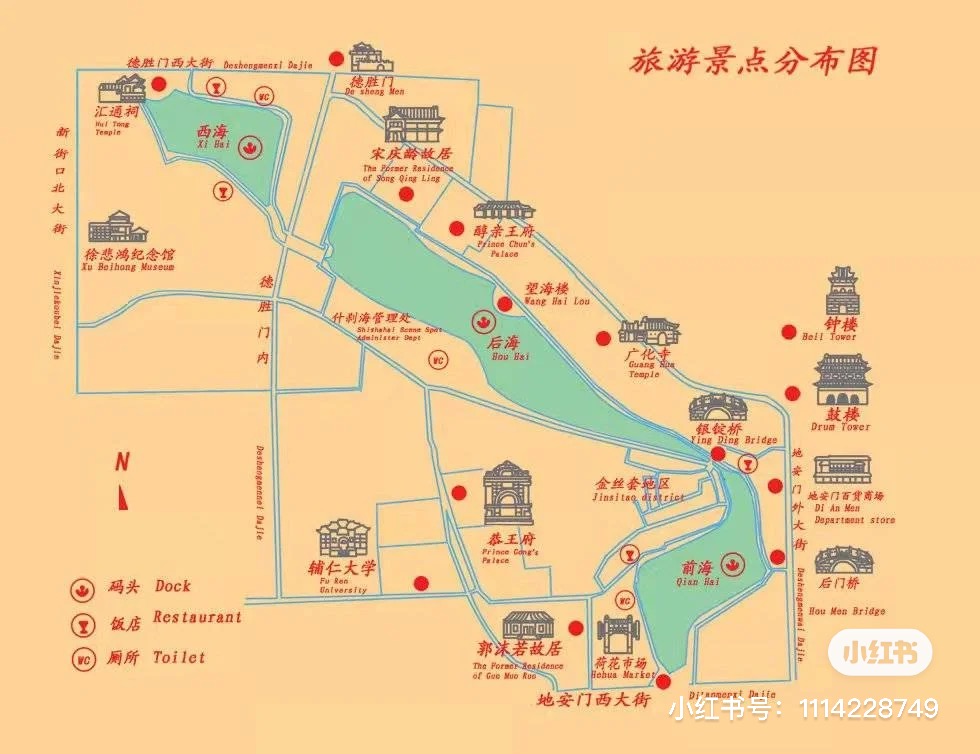 旅游景点分布图
德胜门西大街 Deshengmenxi Dajie
德胜门
De sheng Men
汇通祠
Hui Tong
Temple
WC
西海
Xi Hai
新街口北大街
Xinjiekoubei Dajie
宋庆龄故居
The Former Residence
of Song Qing Ling
醇亲王府
Prince Chun's
Palace
徐悲鸿纪念馆
Xu Beihong Museum
德胜门内
Deshengmennei Dajie
望海楼
Wang Hai Lou
什刹海管理处
Shishahai Scene Spot
Administer Dept
WC
后海
Hou Hai
广化寺
Guang Hua
Temple
钟楼
Bell Tower
鼓楼
Drum Tower
银锭桥
Ying Ding Bridge
地安门外大街
Deshengmenwai Dajie
地安门百货商场
Di An Men
Department store
金丝套地区
Jinsitao district
N
恭王府
Prince Gong's
Palace
辅仁大学
Fu Ren
University
前海
Qian Hai
后门桥
Hou Men Bridge
WC
码头 Dock
饭店 Restaurant
WC 厕所 Toilet
郭沫若故居
The Former Residence
of Guo Muo Ruo
荷花市场
Hehua Market
地安门西大街 Di'anmenxi Dajie
小红书
小红书号：1114228749